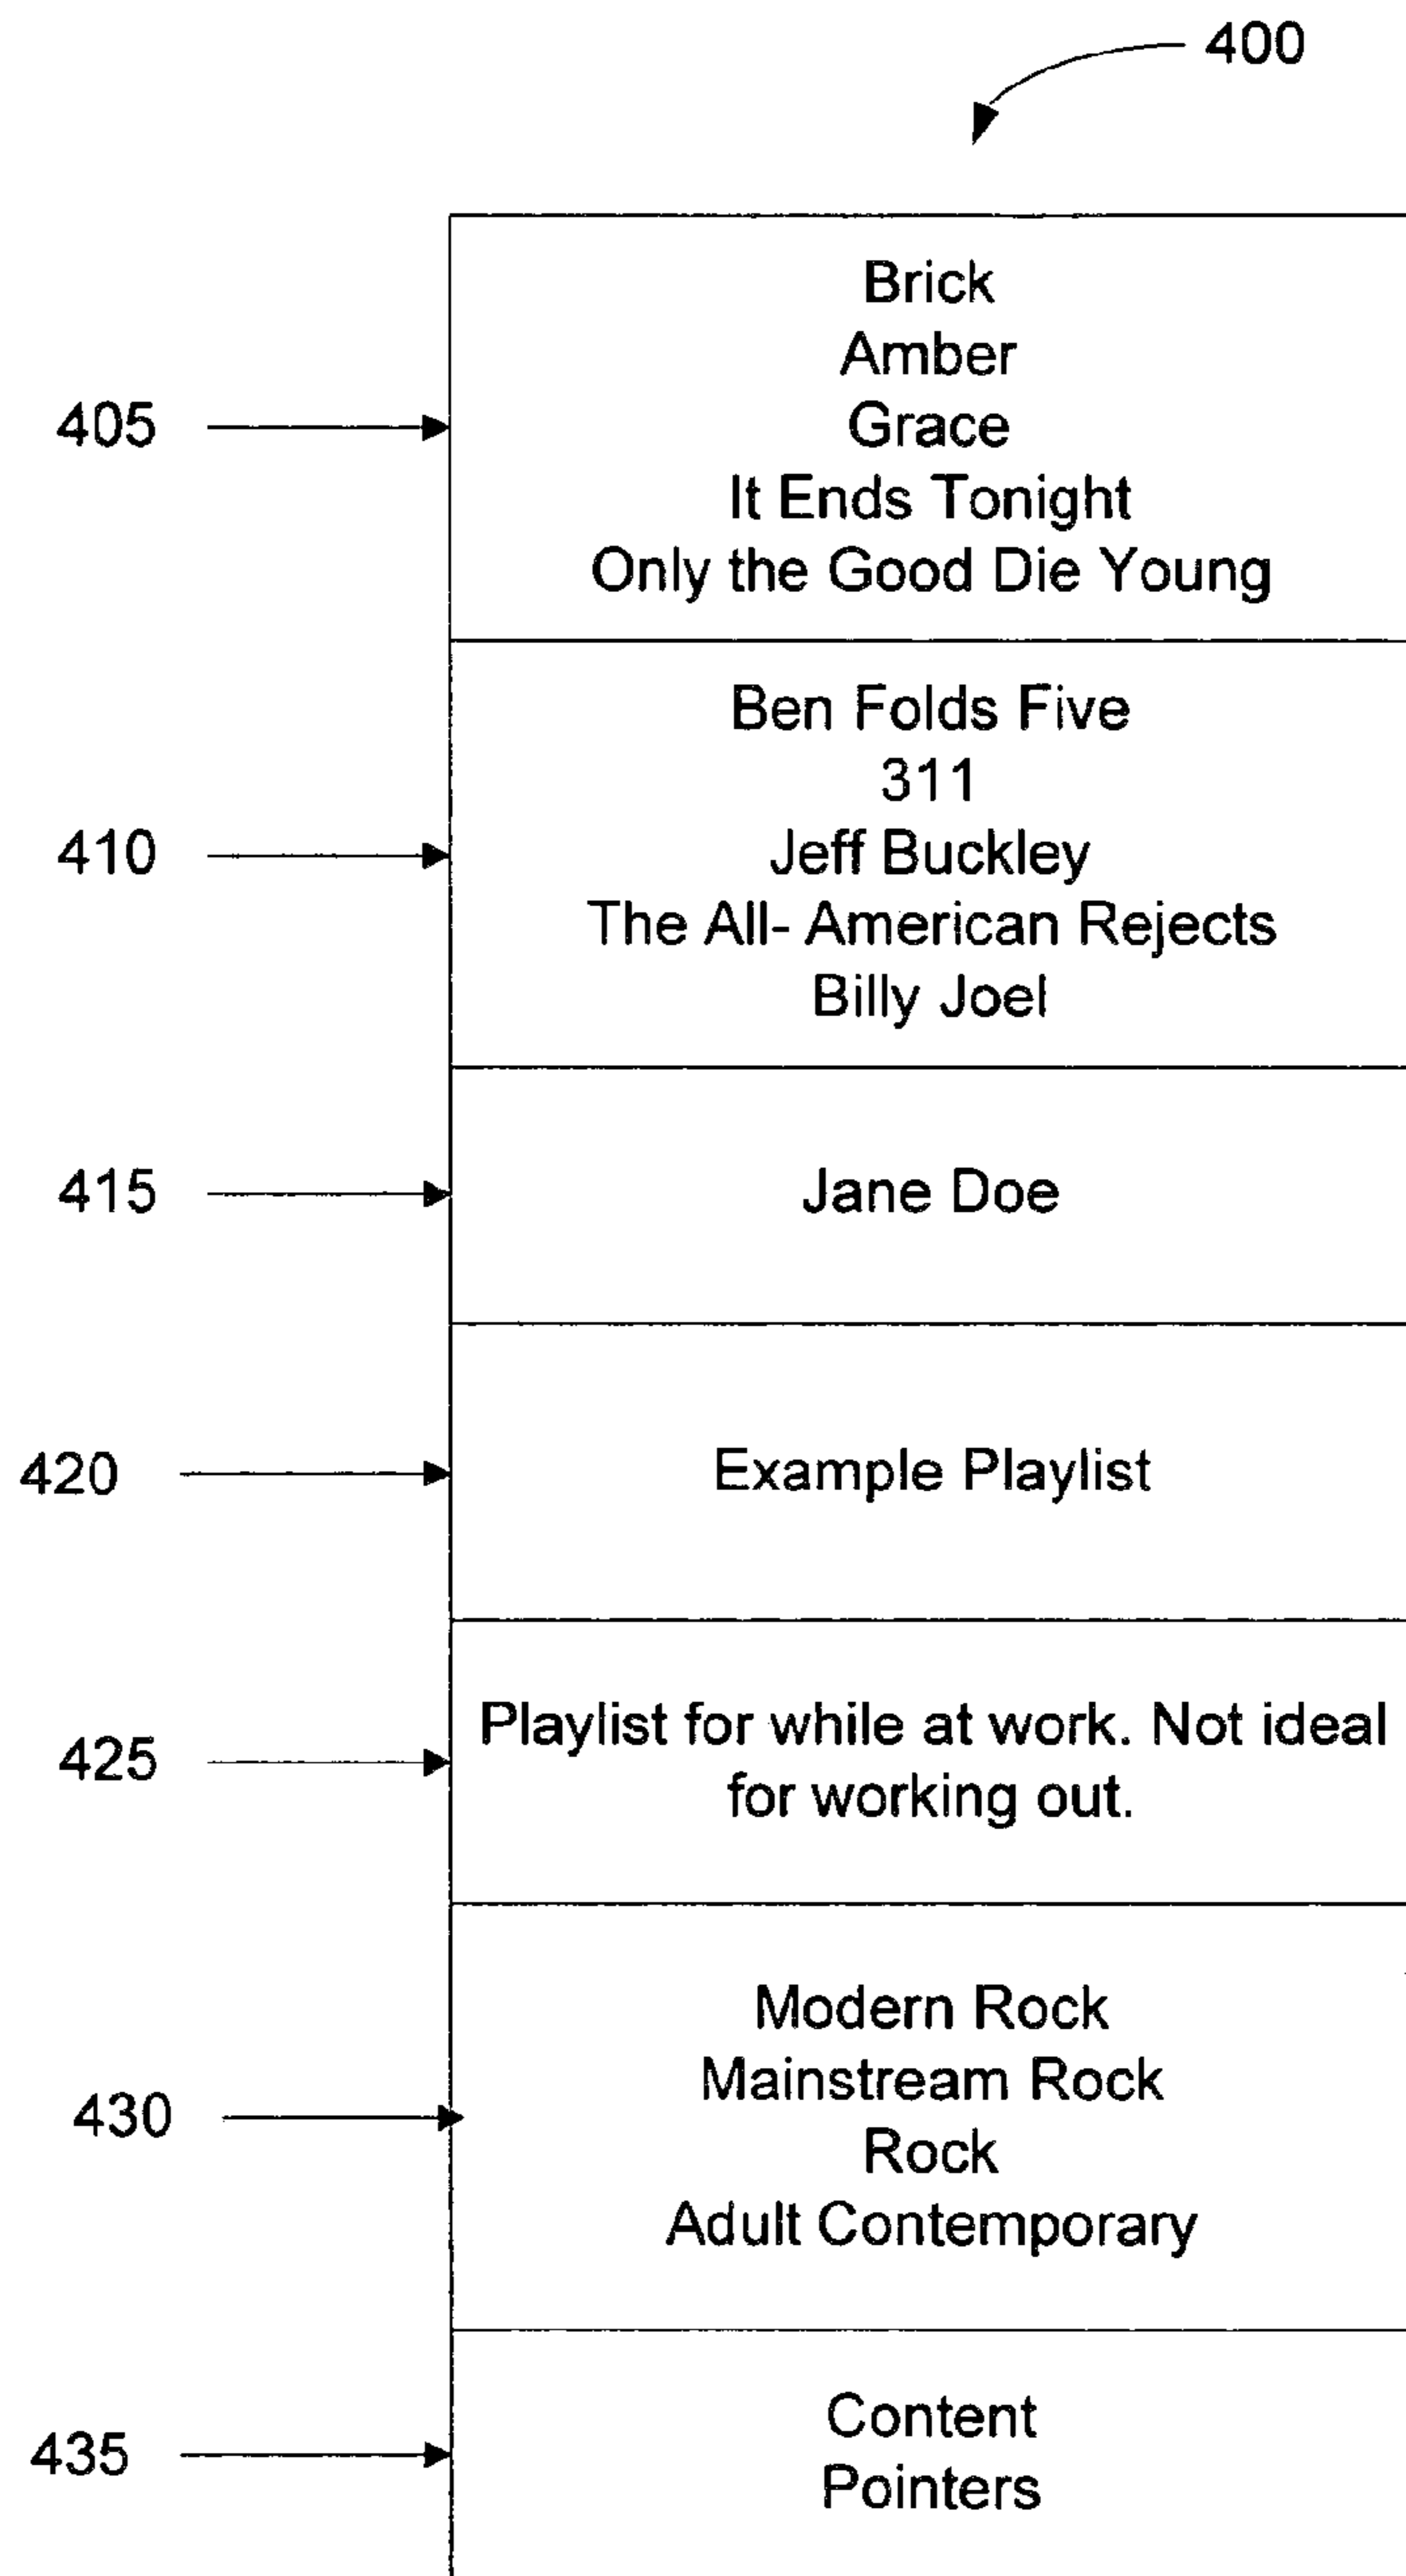 400
Brick
Amber
405
Grace
It Ends Tonight
Only the Good Die Young
Ben Folds Five
311
410
Jeff Buckley
The All- American Rejects
Billy Joel
415
Jane Doe
420
Example Playlist
425
Playlist for while at work. Not ideal
for working out.
Modern Rock
Mainstream Rock
430
Rock
Adult Contemporary
435
Content
Pointers